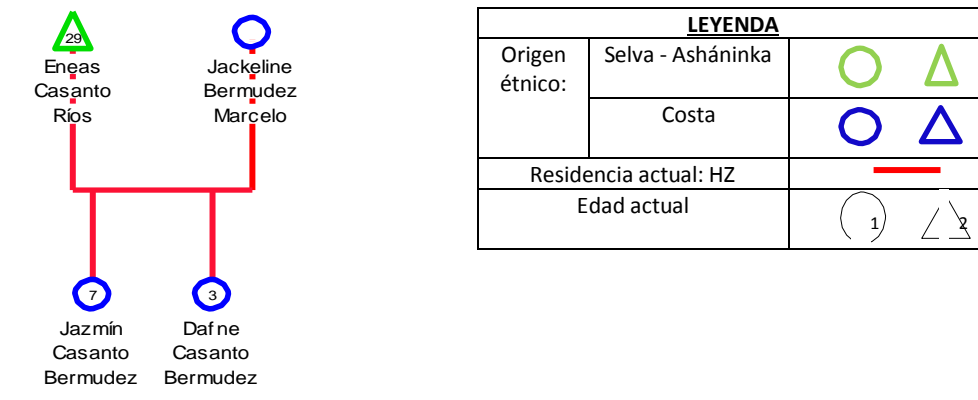 29
Eneas
Casanto
Ríos
Jackeline
Bermudez
Marcelo
7
Jazmín
Casanto
Bermudez
3
Dafne
Casanto
Bermudez
LEYENDA
Origen
étnico:
Selva - Asháninka
Costa
Residencia actual: HZ
Edad actual
1
2